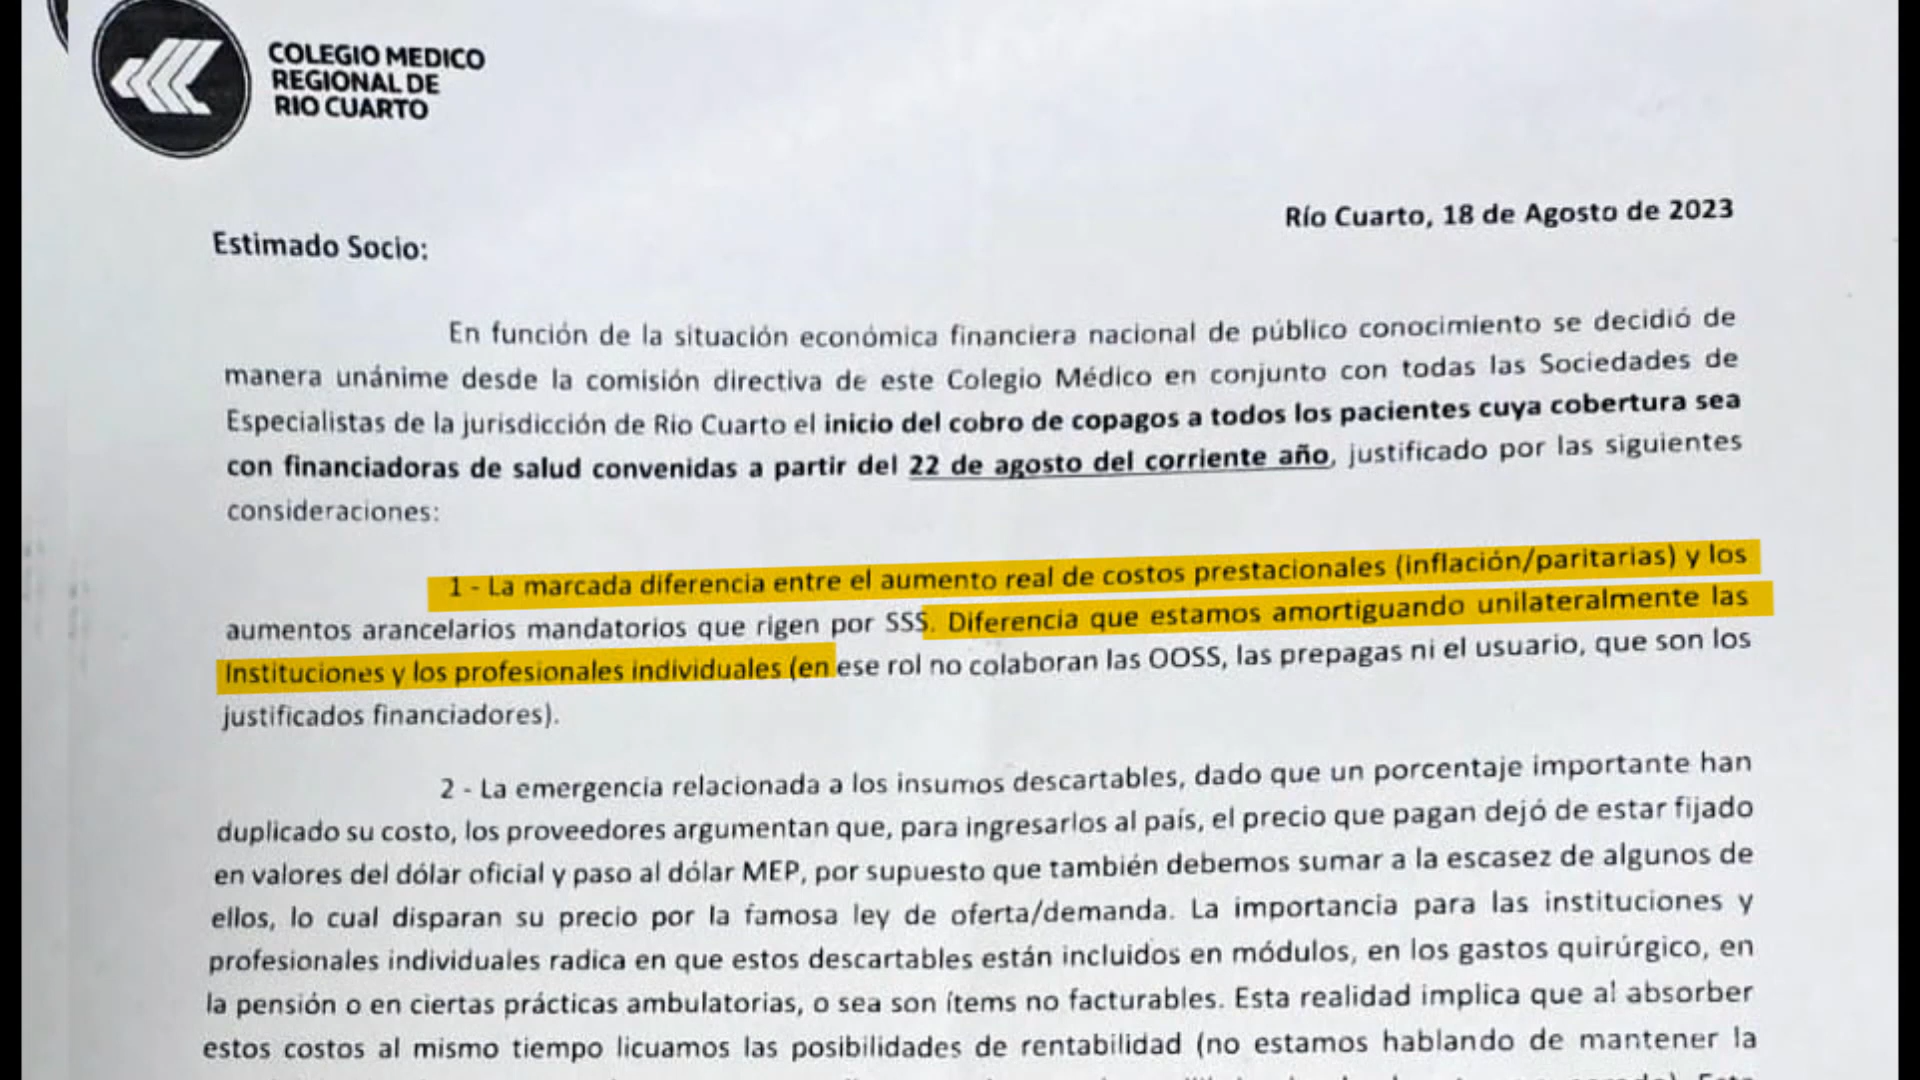 COLEGIO MEDICO
REGIONAL DE
RIO CUARTO
Río Cuarto, 18 de Agosto de 2023
Estimado Socio:
En función de la situación económica financiera nacional de público conocimiento se decidió de
manera unánime desde la comisión directiva de este Colegio Médico en conjunto con todas las Sociedades de
Especialistas de la jurisdicción de Rio Cuarto el inicio del cobro de copagos a todos los pacientes cuya cobertura sea
con financiadoras de salud convenidas a partir del 22 de agosto del corriente año, justificado por las siguientes
consideraciones:
1 - La marcada diferencia entre el aumento real de costos prestacionales (inflación/paritarias) y los
aumentos arancelarios mandatorios que rigen por SSS. Diferencia que estamos amortiguando unilateralmente las
Instituciones y los profesionales individuales (en ese rol no colaboran las OOSS, las prepagas ni el usuario, que son los
justificados financiadores).
2 - La emergencia relacionada a los insumos descartables, dado que un porcentaje importante han
duplicado su costo, los proveedores argumentan que, para ingresarlos al país, el precio que pagan dejó de estar fijado
en valores del dólar oficial y paso al dólar MEP, por supuesto que también debemos sumar a la escasez de algunos de
ellos, lo cual disparan su precio por la famosa ley de oferta/demanda. La importancia para las instituciones y
profesionales individuales radica en que estos descartables están incluidos en módulos, en los gastos quirúrgico, en
la pensión o en ciertas prácticas ambulatorias, o sea son ítems no facturables. Esta realidad implica que al absorber
estos costos al mismo tiempo licuamos las posibilidades de rentabilidad (no estamos hablando de mantener la